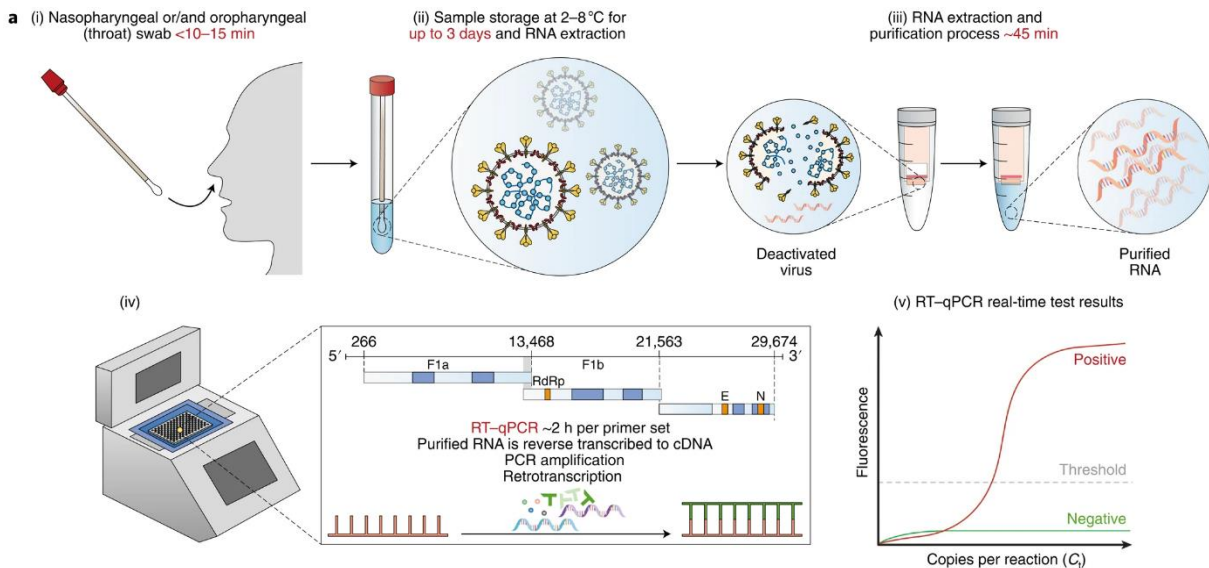 a
(i) Nasopharyngeal or/and oropharyngeal
(throat) swab <10–15 min
(ii) Sample storage at 2–8 °C for
up to 3 days and RNA extraction
(iii) RNA extraction and
purification process ~45 min
Deactivated
virus
Purified
RNA
(iv)
266
13,468
21,563
29,674
5′
3′
F1a
F1b
RdRp
E
N
RT–qPCR ~2 h per primer set
Purified RNA is reverse transcribed to cDNA
PCR amplification
Retrotranscription
(v) RT–qPCR real-time test results
Fluorescence
Positive
Threshold
Negative
Copies per reaction (Ct)